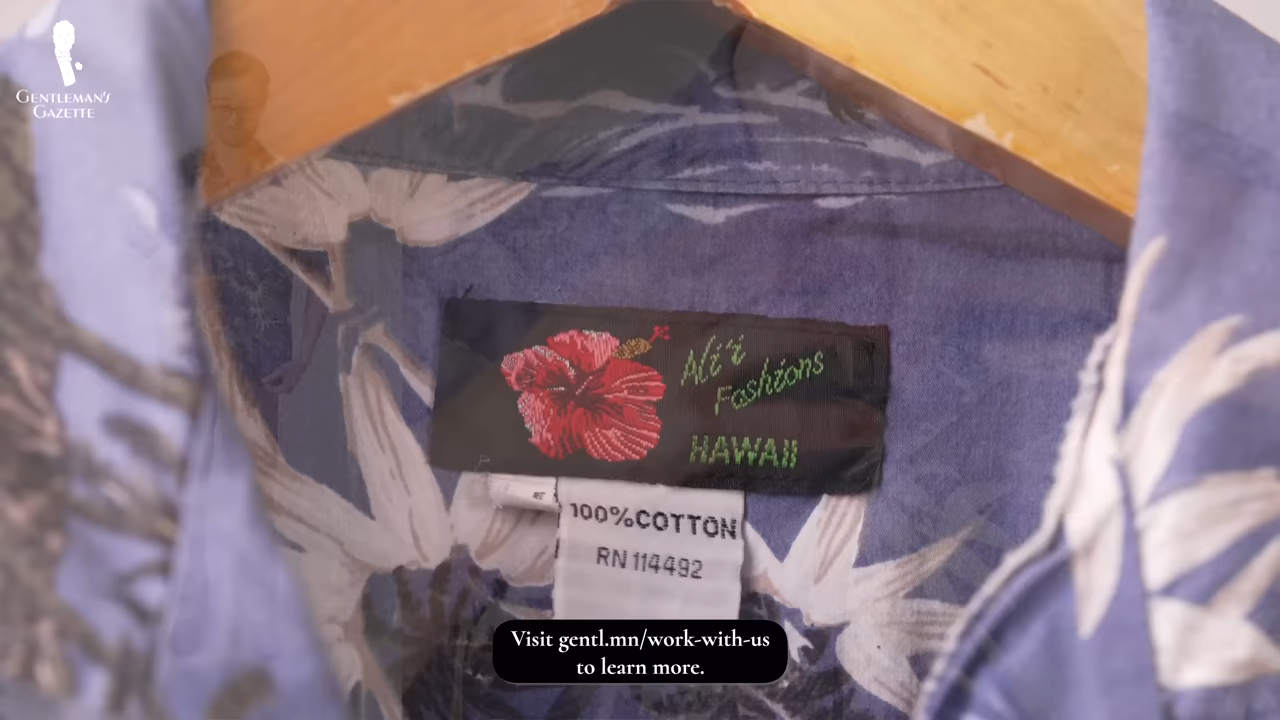 GENTLEMAN'S
GAZETTE
Ali'i
Fashions
HAWAII
100%COTTON
RN 114492
Visit gentl.mn/work-with-us
to learn more.